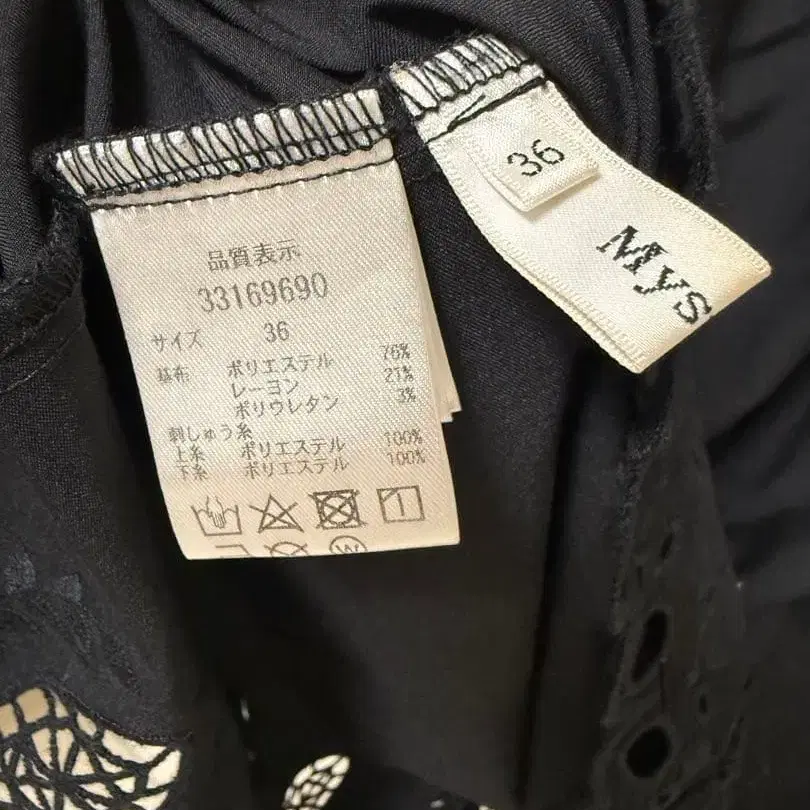 品質表示
33169690
サイズ 36
基布 ポリエステル 76%
レーヨン 21%
ポリウレタン 3%
刺しゅう糸
上糸 ポリエステル 100%
下糸 ポリエステル 100%
W
36
Mys